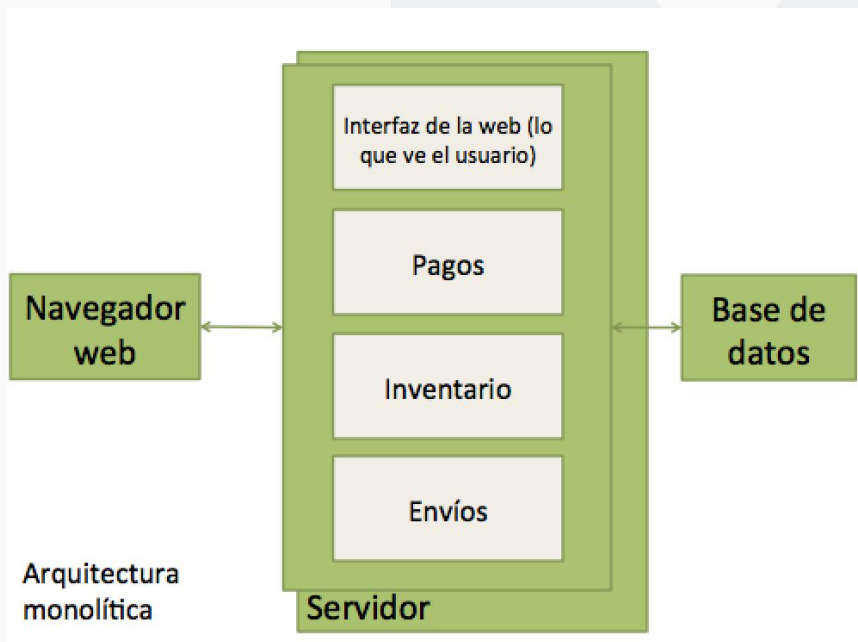 Interfaz de la web (lo
que ve el usuario)
Pagos
Navegador
web
Inventario
Base de
datos
Envíos
Arquitectura
monolítica
Servidor